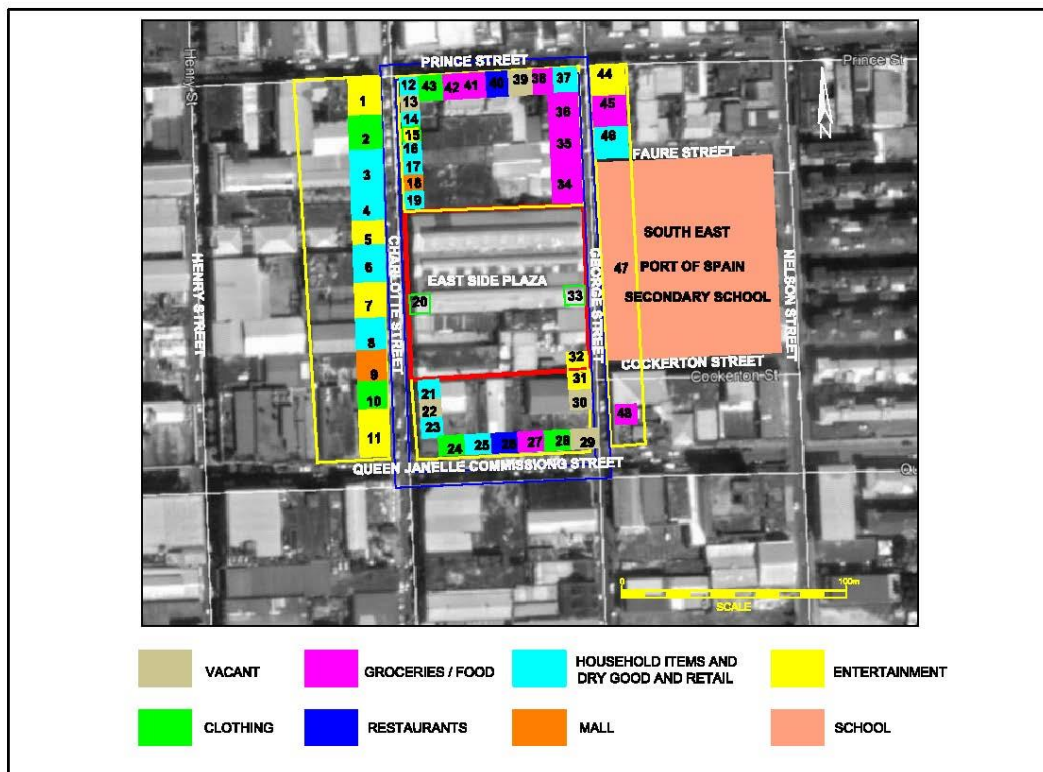 PRINCE STREET
Prince St
Henry St
N
12 43 42 41 40 39 38 37
44
1
13
45
14
36
2
15
46
16
35
FAURE STREET
3
17
18
34
4
19
5
SOUTH EAST
6
EAST SIDE PLAZA
47 PORT OF SPAIN
20
33
SECONDARY SCHOOL
7
HENRY STREET
CHARLOTTE STREET
GEORGE STREET
NELSON STREET
8
32
COCKERTON STREET
9
31
Cockerton St
10
21
30
22
48
11
23
24 25 26 27 28 29
QUEEN JANELLE COMMISSIONG STREET
Qu
0 100m
SCALE
VACANT
GROCERIES / FOOD
HOUSEHOLD ITEMS AND
DRY GOOD AND RETAIL
ENTERTAINMENT
CLOTHING
RESTAURANTS
MALL
SCHOOL